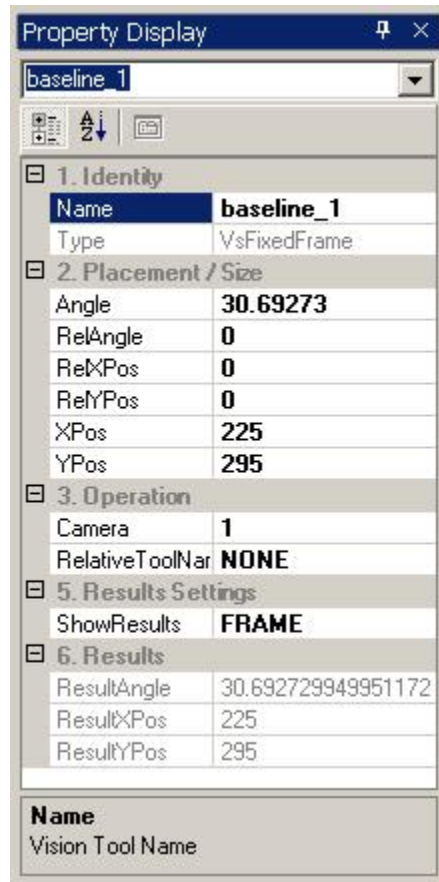 Property Display
baseline_1
1. Identity
Name baseline_1
Type VsFixedFrame
2. Placement / Size
Angle 30.69273
RelAngle 0
RelXPos 0
RelYPos 0
XPos 225
YPos 295
3. Operation
Camera 1
RelativeToolNar NONE
5. Results Settings
ShowResults FRAME
6. Results
ResultAngle 30.692729949951172
ResultXPos 225
ResultYPos 295
Name
Vision Tool Name